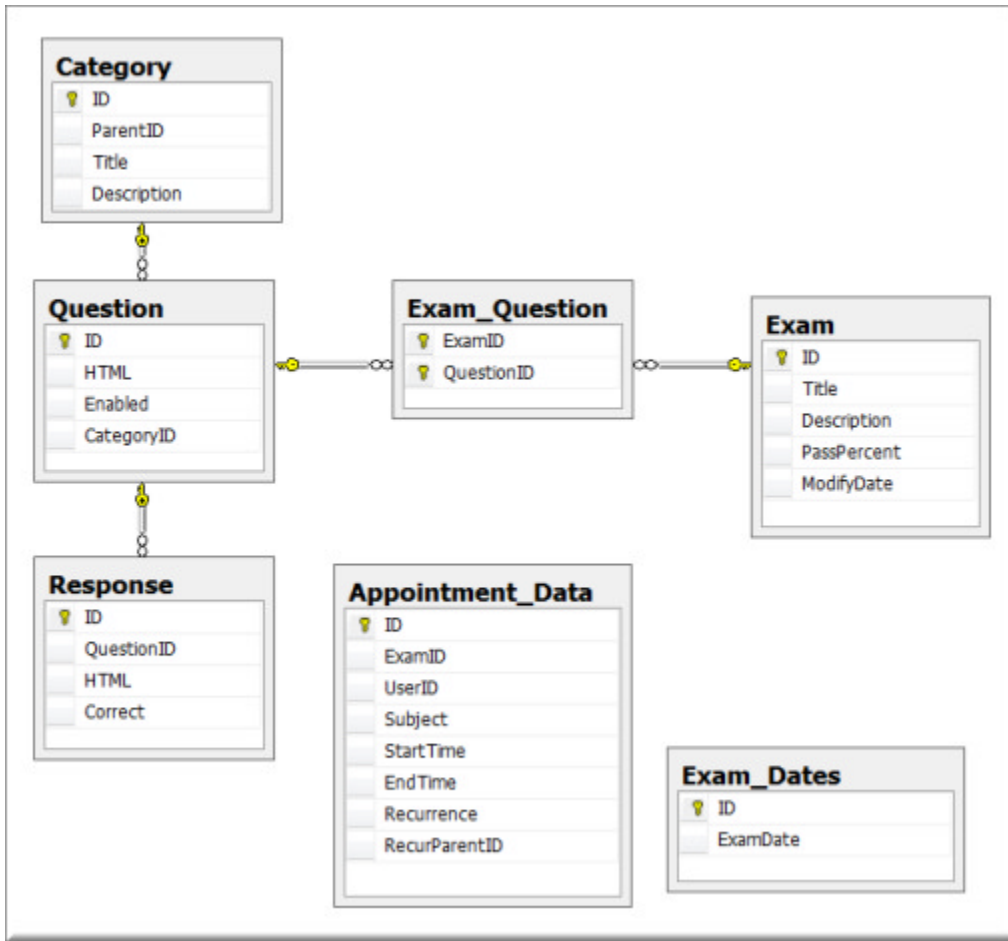 Category
ID
ParentID
Title
Description
Question
ID
HTML
Enabled
CategoryID
Exam_Question
ExamID
QuestionID
Exam
ID
Title
Description
PassPercent
ModifyDate
Response
ID
QuestionID
HTML
Correct
Appointment_Data
ID
ExamID
UserID
Subject
StartTime
EndTime
Recurrence
RecurParentID
Exam_Dates
ID
ExamDate